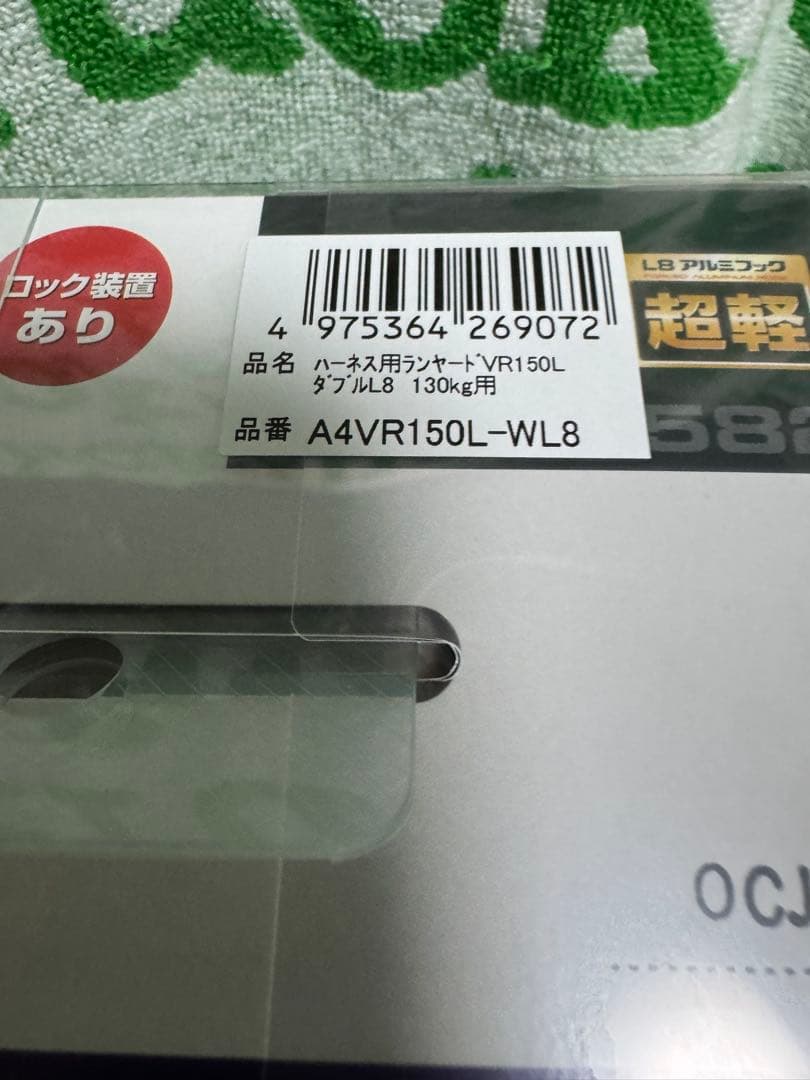 ロック装置
あり
4 975364 269072
品名 ハーネス用ランヤードVR150L
ダブルL8 130kg用
品番 A4VR150L-WL8
L8 アルミフック
超軽
582
OCJ